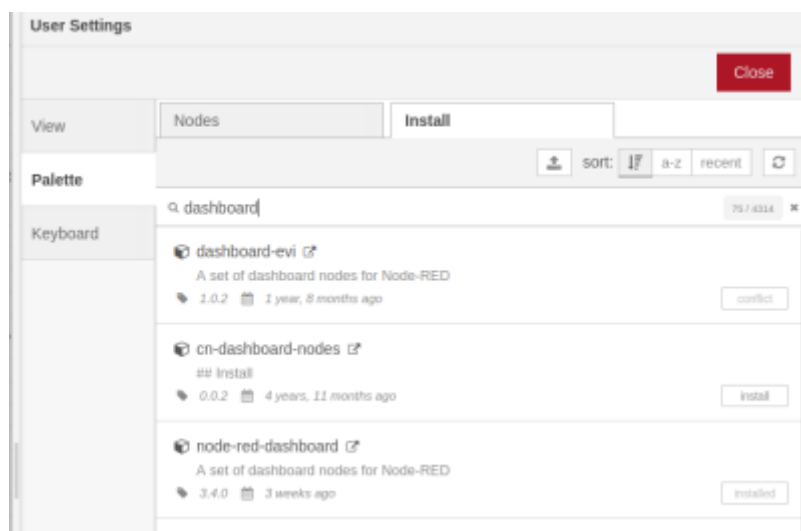 User Settings
Close
View
Palette
Keyboard
Nodes
Install
sort: a-z recent
dashboard
75 / 4314
dashboard-evi
A set of dashboard nodes for Node-RED
1.0.2 1 year, 8 months ago
conflict
cn-dashboard-nodes
## Install
0.0.2 4 years, 11 months ago
install
node-red-dashboard
A set of dashboard nodes for Node-RED
3.4.0 3 weeks ago
installed